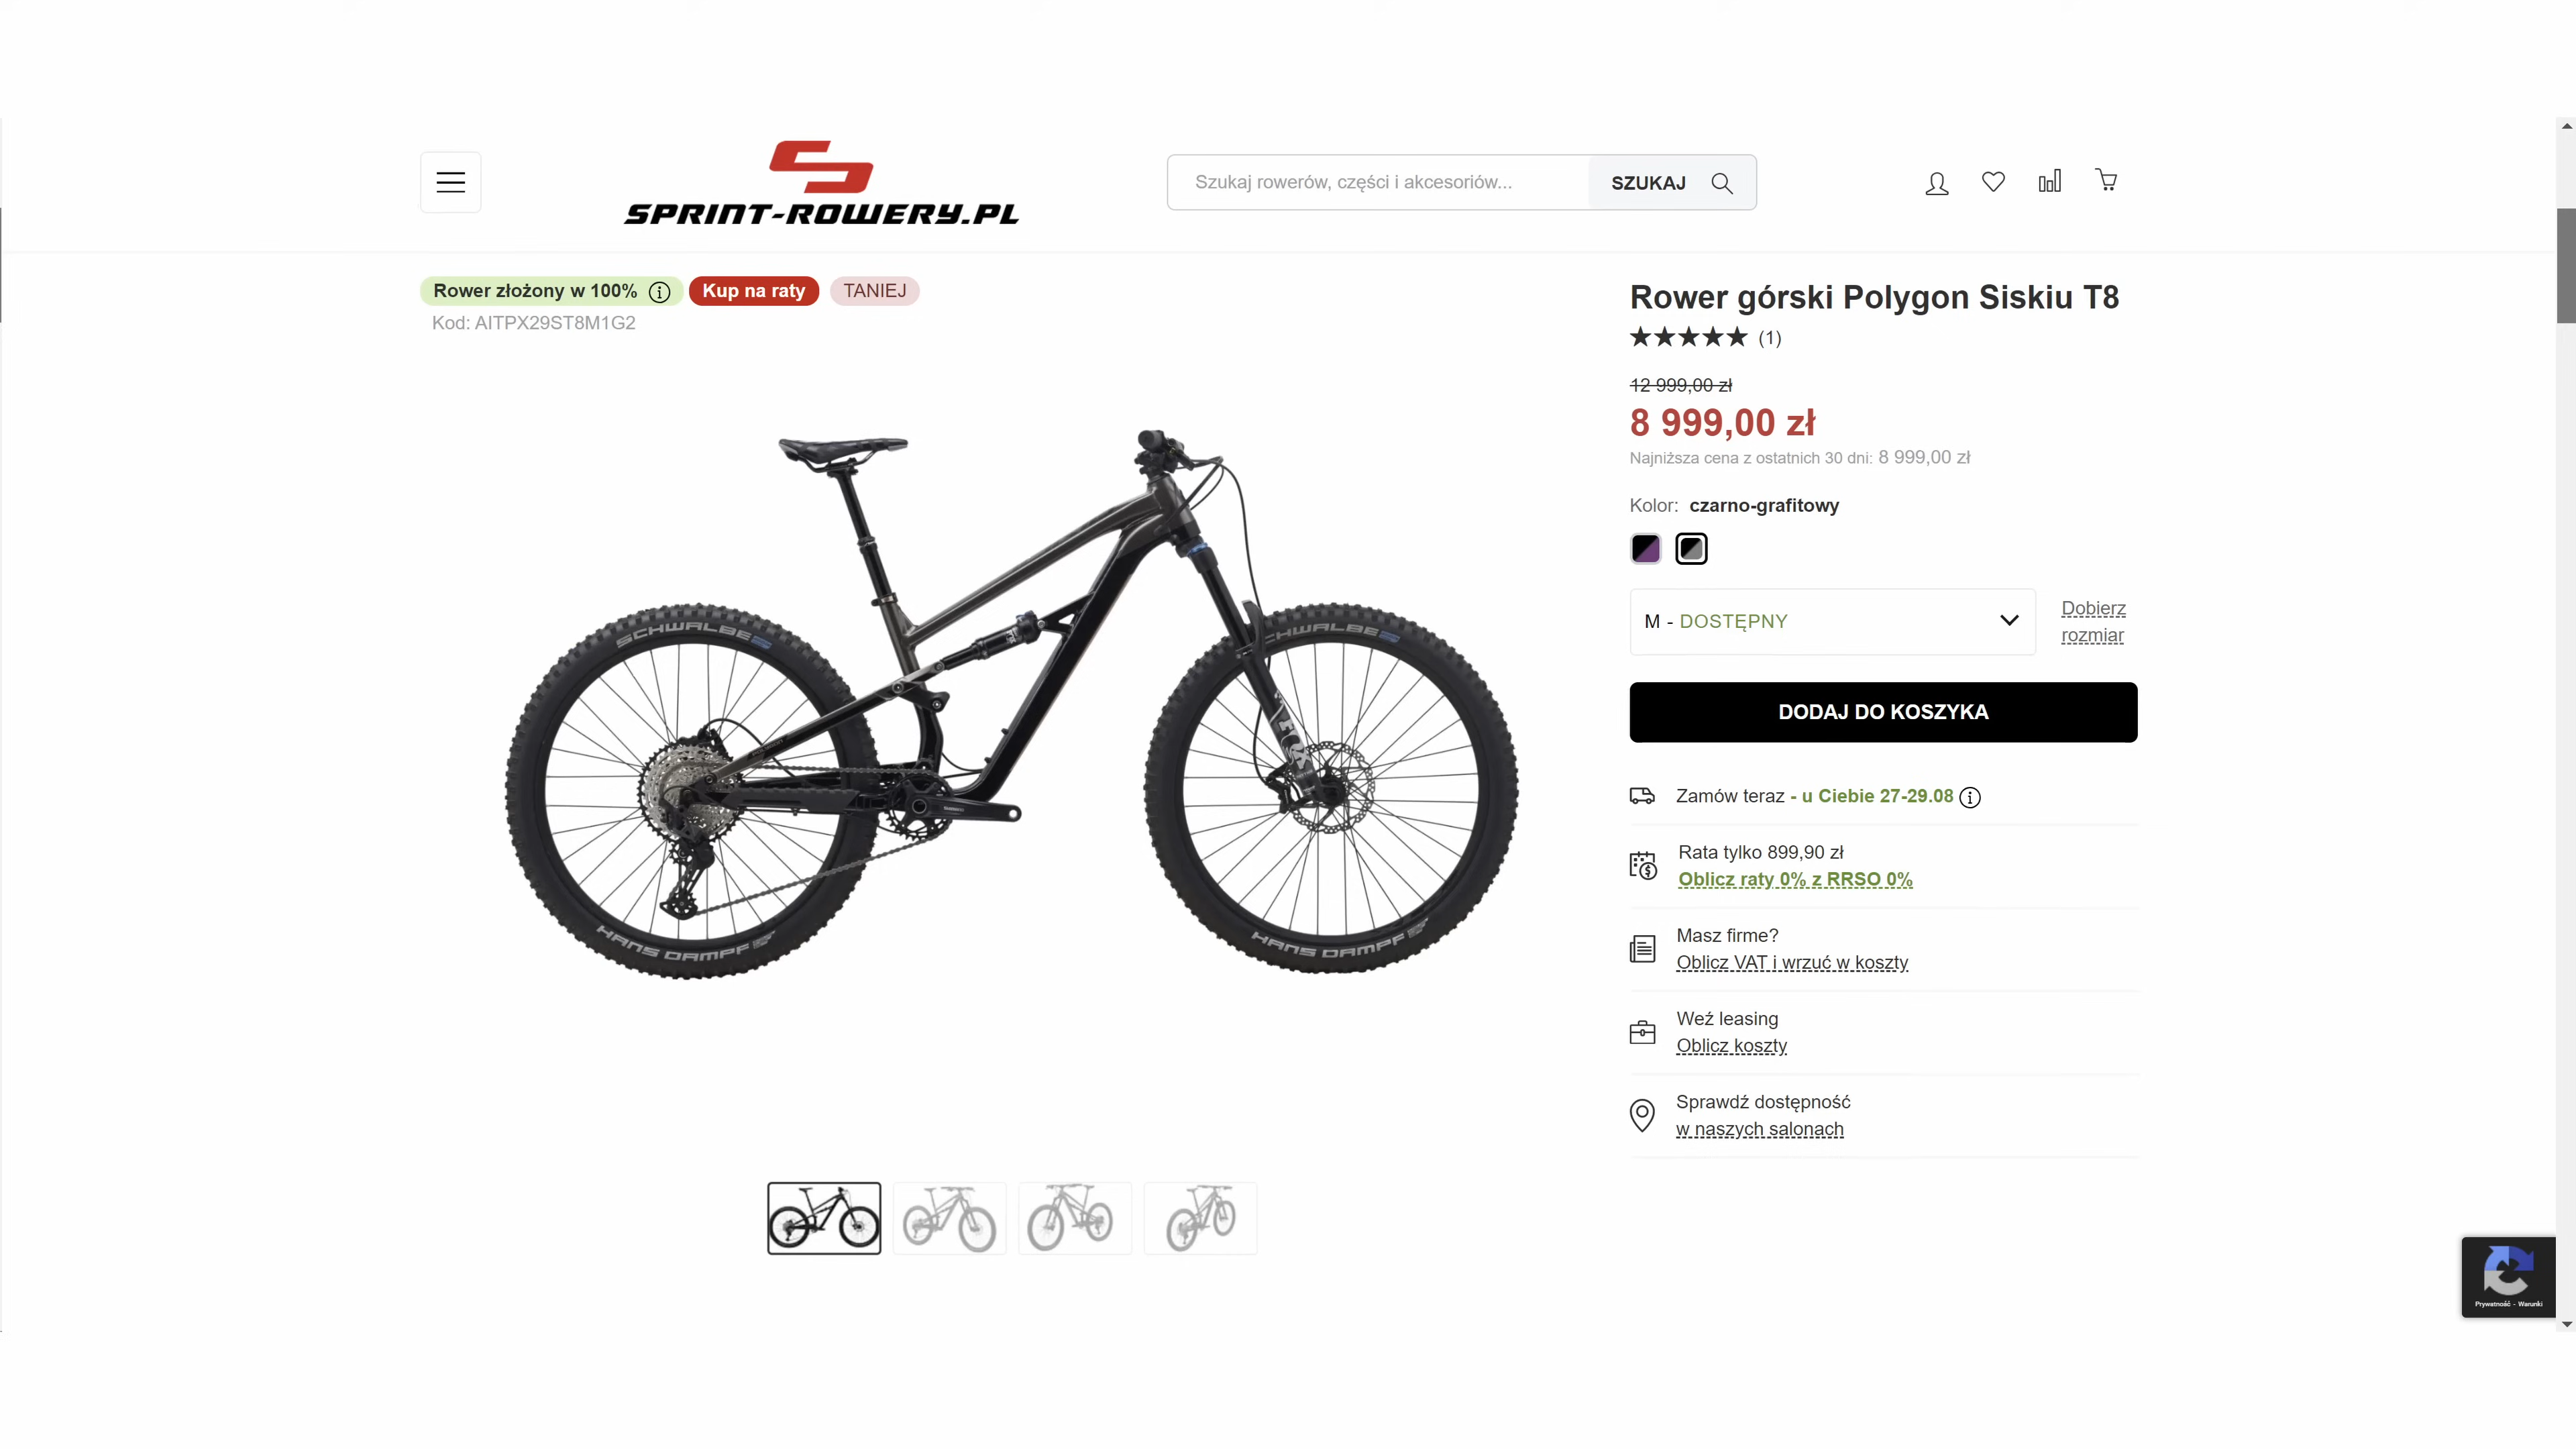 SPRINT-ROWERY.PL
Szukaj rowerów, części i akcesoriów...
SZUKAJ
Rower złożony w 100%
Kup na raty
TANIEJ
Kod: AITPX29ST8M1G2
SCHWALBE
SCHWALBE
HANS DAMPF
HANS DAMPF
Rower górski Polygon Siskiu T8
★★★★★ (1)
12 999,00 zł
8 999,00 zł
Najniższa cena z ostatnich 30 dni: 8 999,00 zł
Kolor: czarno-grafitowy
M - DOSTĘPNY
Dobierz
rozmiar
DODAJ DO KOSZYKA
Zamów teraz - u Ciebie 27-29.08
Rata tylko 899,90 zł
Oblicz raty 0% z RRSO 0%
Masz firme?
Oblicz VAT i wrzuć w koszty
Weź leasing
Oblicz koszty
Sprawdź dostępność
w naszych salonach
Prywatność - Warunki